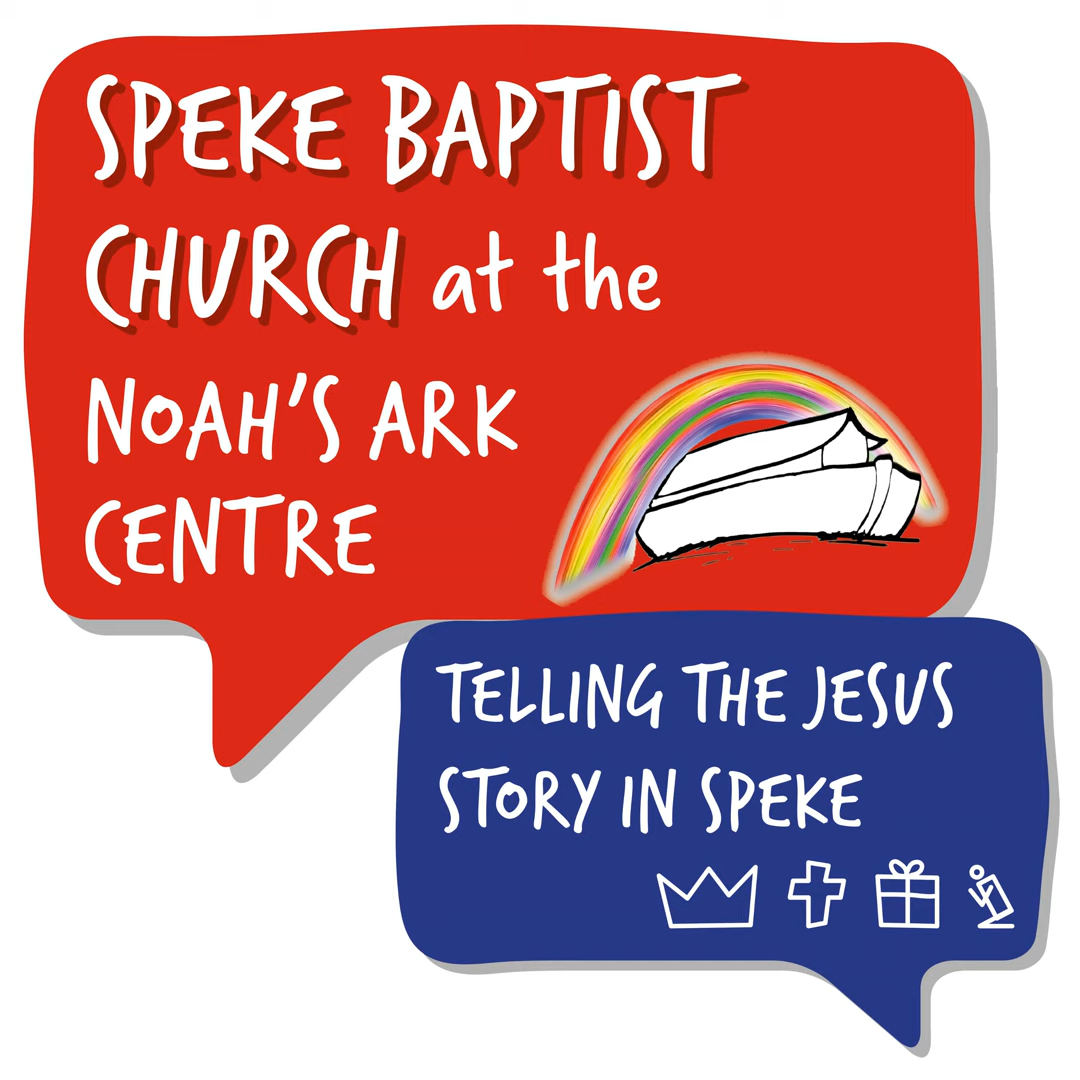 SPEKE BAPTIST
CHURCH at the
NOAH'S ARK
CENTRE
TELLING THE JESUS
STORY IN SPEKE